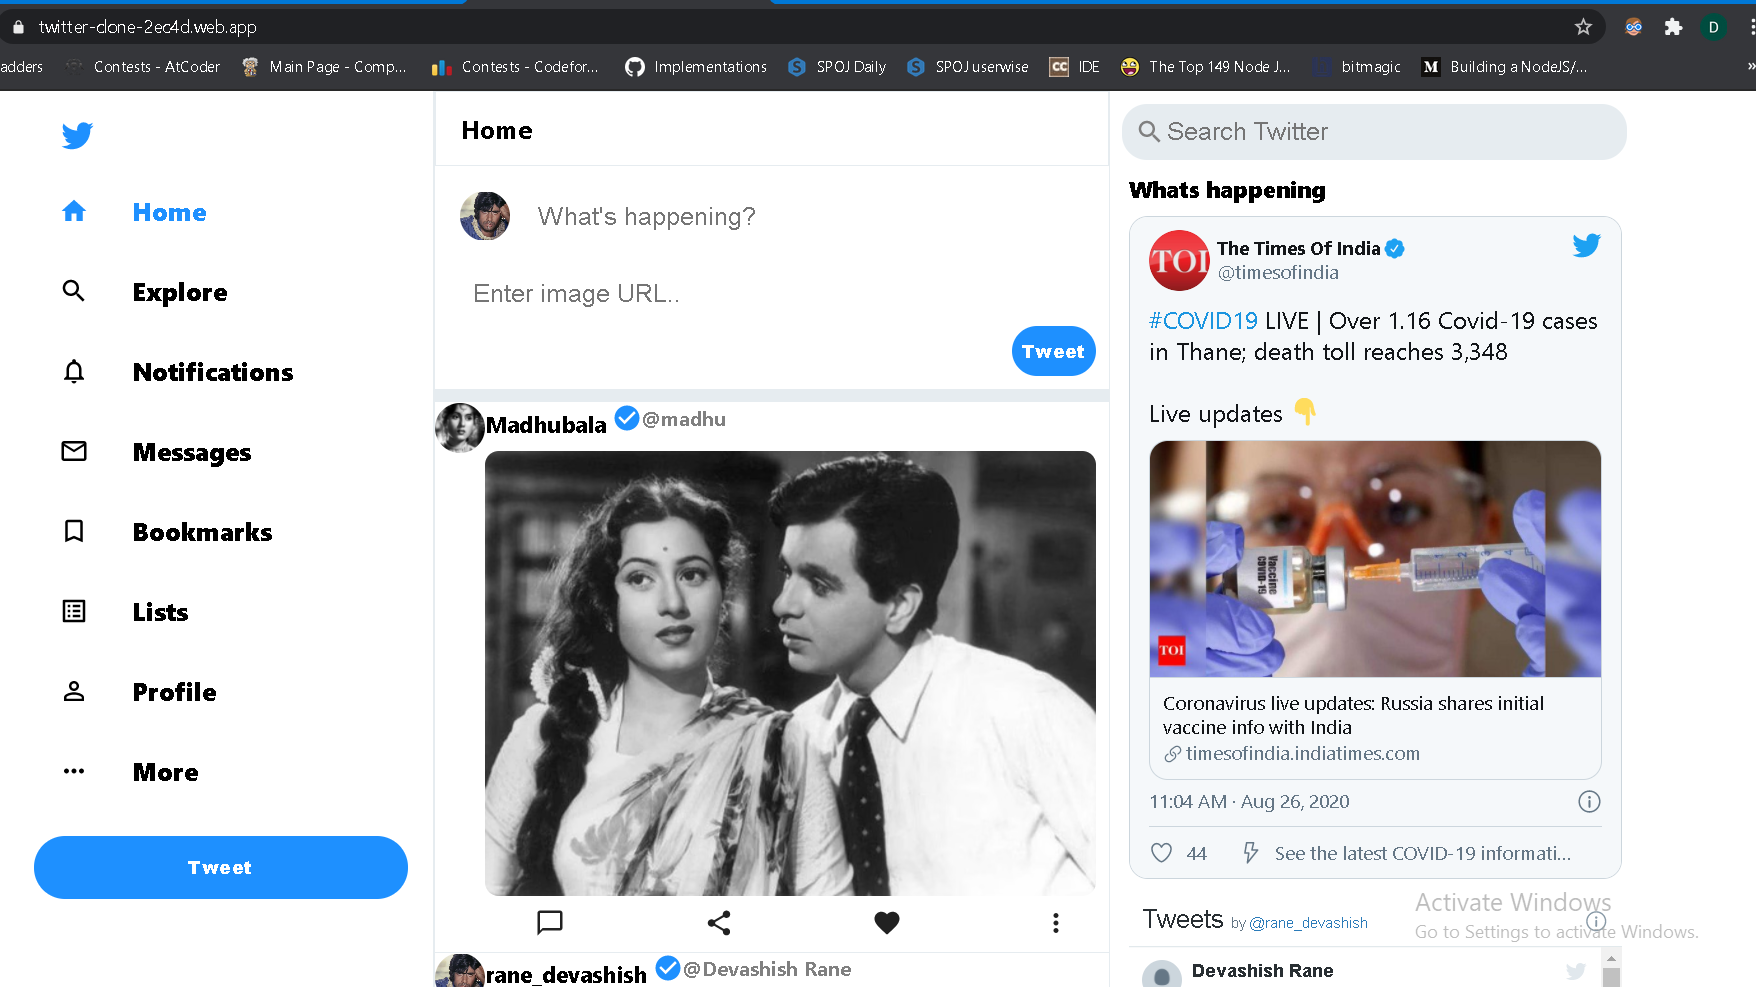 twitter-clone-2ec4d.web.app
D
adders
Contests - AtCoder
Main Page - Comp...
Contests - Codefor...
Implementations
SPOJ Daily
SPOJ userwise
CC IDE
The Top 149 Node J...
bitmagic
M Building a NodeJS/...
Home
Explore
Notifications
Messages
Bookmarks
Lists
Profile
More
Tweet
Home
What's happening?
Enter image URL..
Tweet
Madhubala @madhu
rane_devashish @Devashish Rane
Search Twitter
Whats happening
TOI
The Times Of India
@timesofindia
#COVID19 LIVE | Over 1.16 Covid-19 cases
in Thane; death toll reaches 3,348
Live updates 👇
Vaccine
COVID-19
TOI
Coronavirus live updates: Russia shares initial
vaccine info with India
timesofindia.indiatimes.com
11:04 AM · Aug 26, 2020
44
See the latest COVID-19 informati...
Tweets by @rane_devashish
Activate Windows
Go to Settings to activate Windows.
Devashish Rane